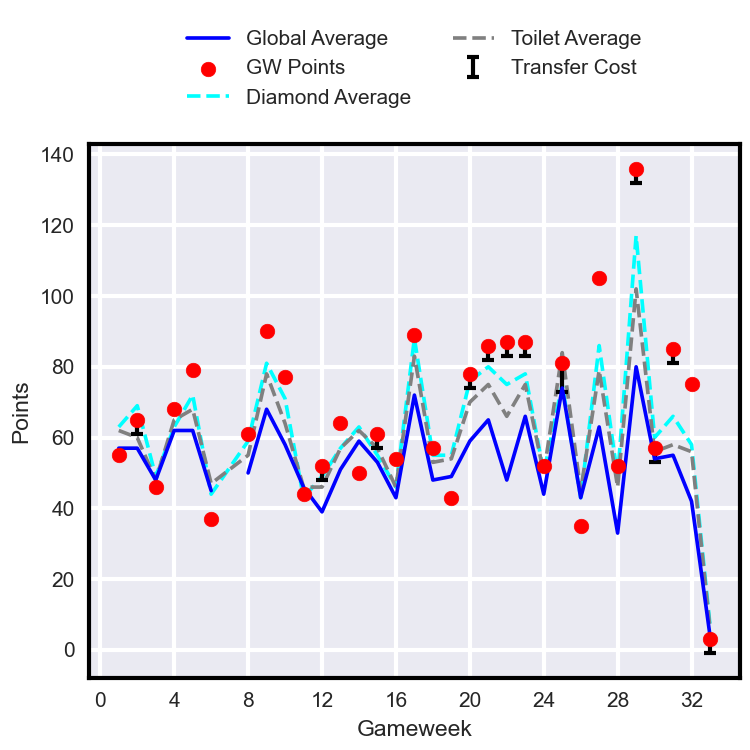 Global Average
GW Points
Diamond Average
Toilet Average
Transfer Cost
140
120
100
80
60
40
20
0
Points
0 4 8 12 16 20 24 28 32
Gameweek